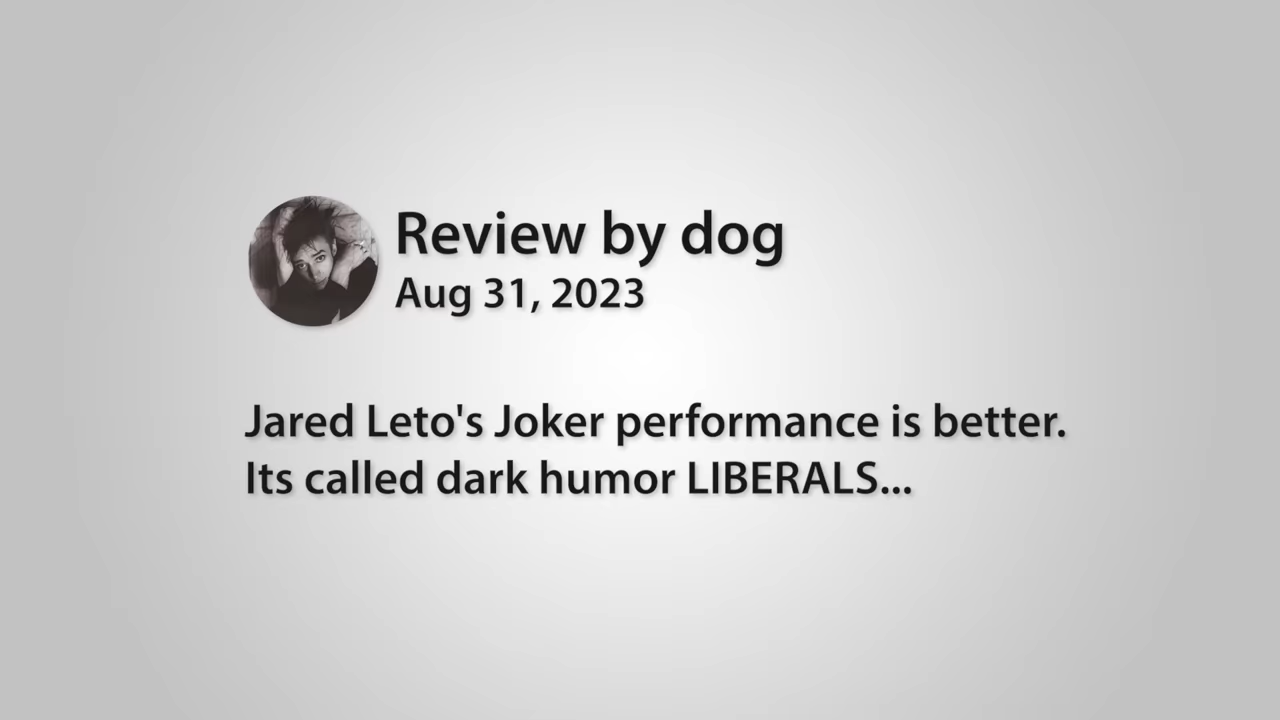 Review by dog
Aug 31, 2023
Jared Leto's Joker performance is better.
Its called dark humor LIBERALS...